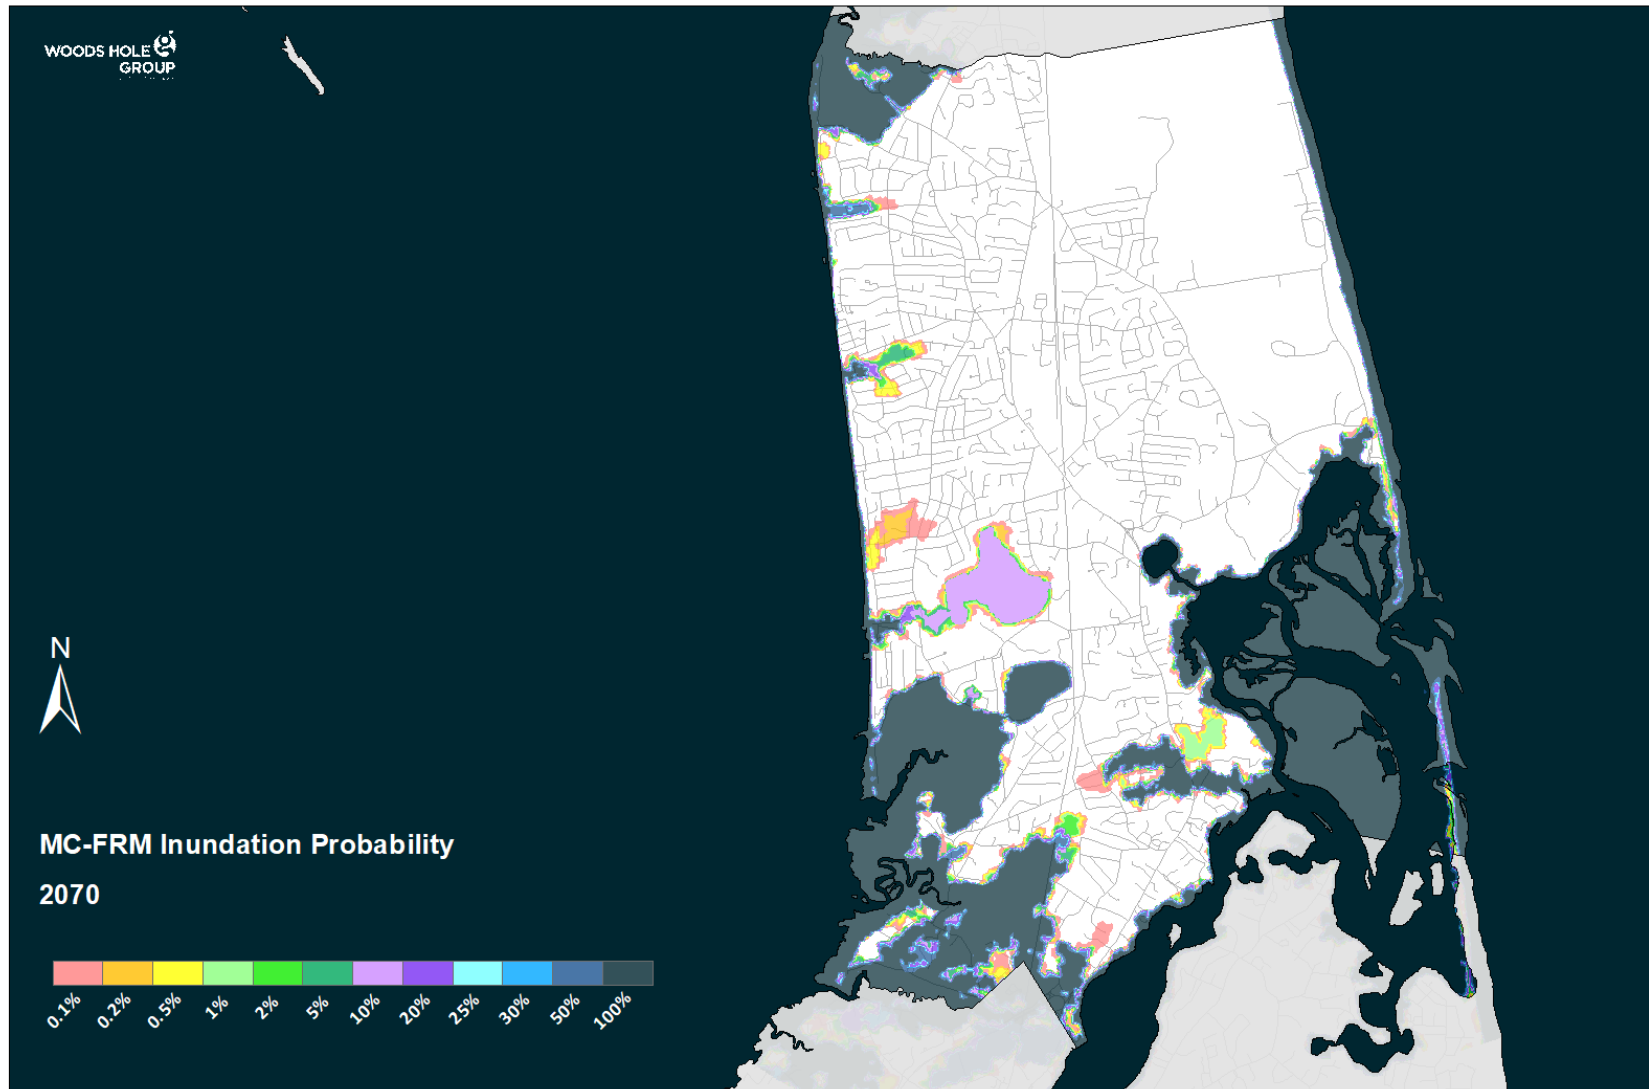 WOODS HOLE
GROUP
N
MC-FRM Inundation Probability
2070
0.1% 0.2% 0.5% 1% 2% 5% 10% 20% 25% 30% 50% 100%